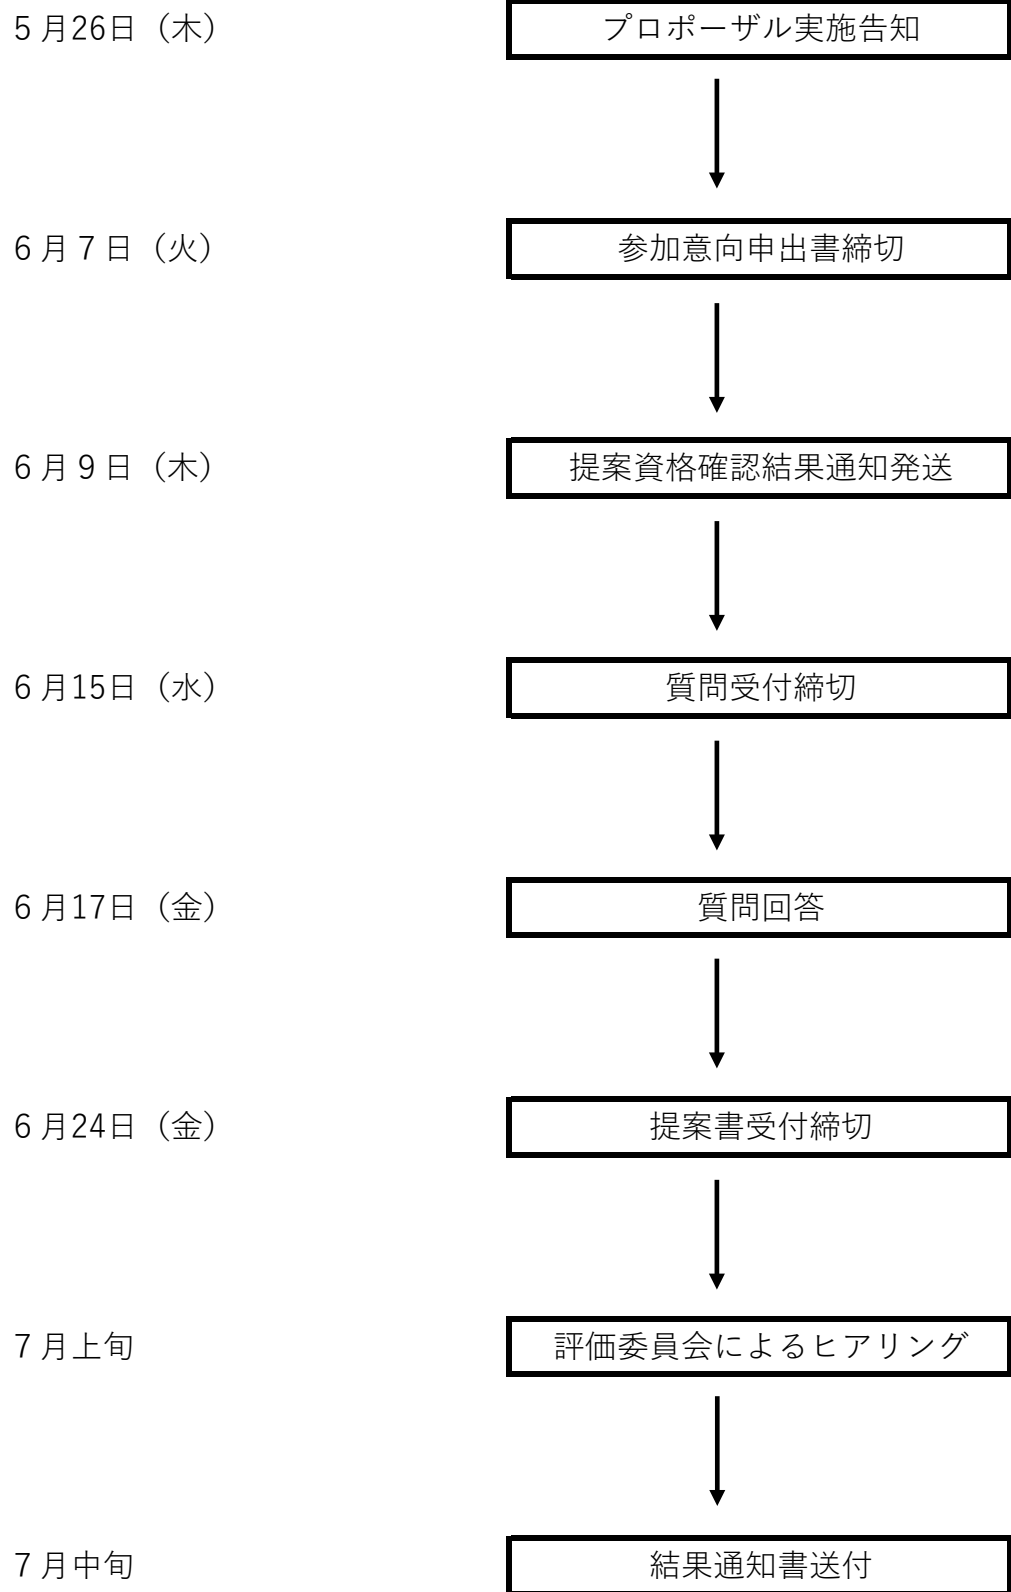 5月26日（木） プロポーザル実施告知
6月7日（火） 参加意向申出書締切
6月9日（木） 提案資格確認結果通知発送
6月15日（水） 質問受付締切
6月17日（金） 質問回答
6月24日（金） 提案書受付締切
7月上旬 評価委員会によるヒアリング
7月中旬 結果通知書送付